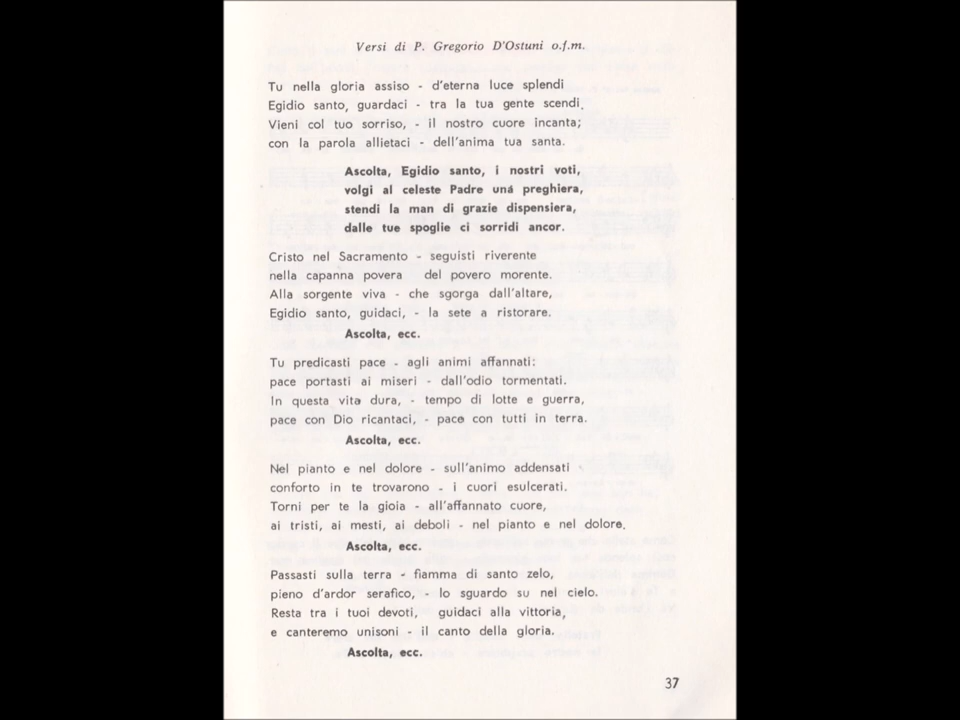 Versi di P. Gregorio D'Ostuni o.f.m.
Tu nella gloria assiso - d'eterna luce splendi
Egidio santo, guardaci - tra la tua gente scendi.
Vieni col tuo sorriso, - il nostro cuore incanta;
con la parola allietaci - dell'anima tua santa.
Ascolta, Egidio santo, i nostri voti,
volgi al celeste Padre una preghiera,
stendi la man di grazie dispensiera,
dalle tue spoglie ci sorridi ancor.
Cristo nel Sacramento - seguisti riverente
nella capanna povera del povero morente.
Alla sorgente viva - che sgorga dall'altare,
Egidio santo, guidaci, - la sete a ristorare.
Ascolta, ecc.
Tu predicasti pace - agli animi affannati:
pace portasti ai miseri - dall'odio tormentati.
In questa vita dura, - tempo di lotte e guerra,
pace con Dio ricantaci, - pace con tutti in terra.
Ascolta, ecc.
Nel pianto e nel dolore - sull'animo addensati
conforto in te trovarono - i cuori esulcerati.
Torni per te la gioia - all'affannato cuore,
ai tristi, ai mesti, ai deboli - nel pianto e nel dolore.
Ascolta, ecc.
Passasti sulla terra - fiamma di santo zelo,
pieno d'ardor serafico, - lo sguardo su nel cielo.
Resta tra i tuoi devoti, guidaci alla vittoria,
e canteremo unisoni - il canto della gloria.
Ascolta, ecc.
37